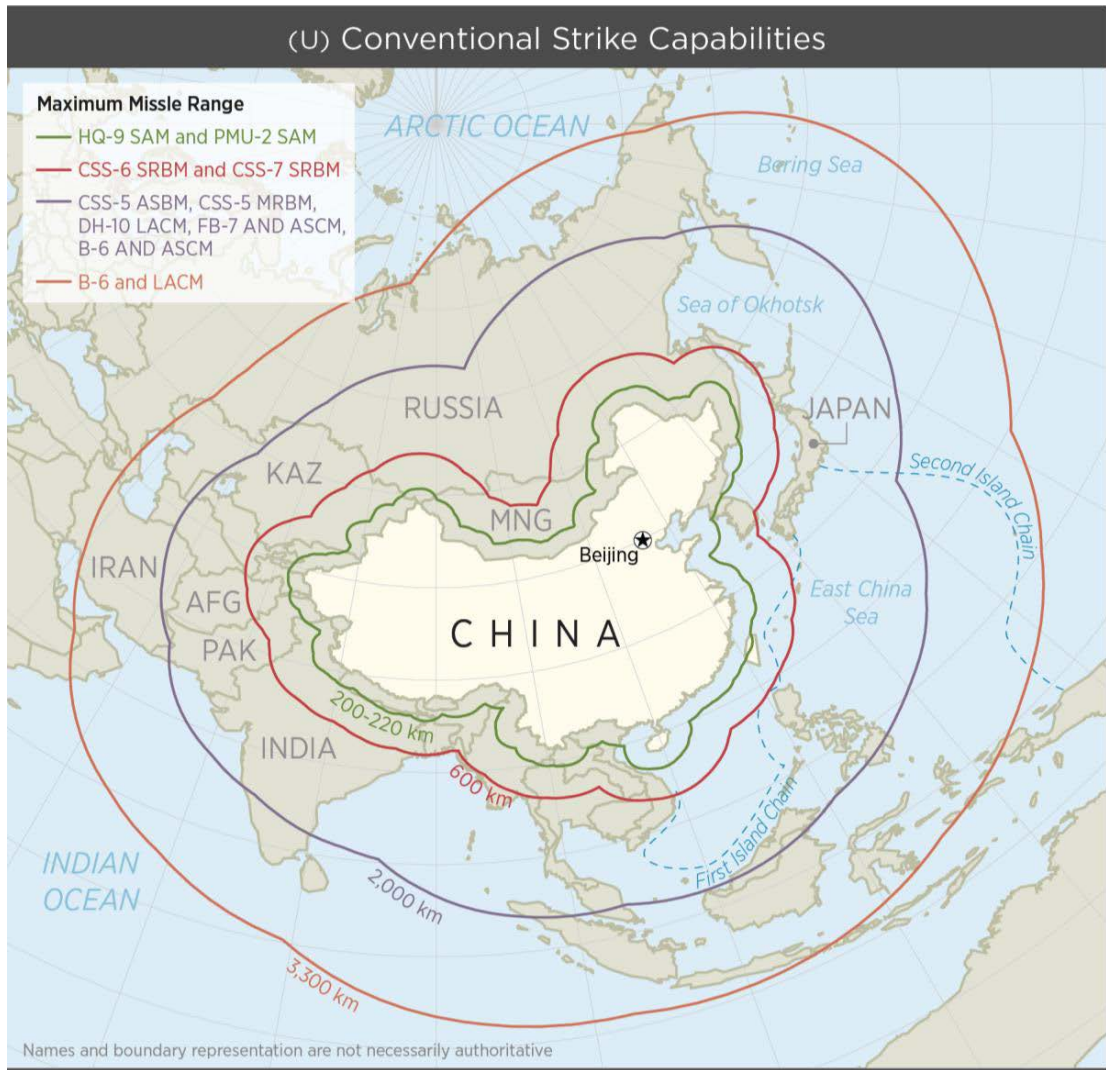 (U) Conventional Strike Capabilities
Maximum Missle Range
HQ-9 SAM and PMU-2 SAM
CSS-6 SRBM and CSS-7 SRBM
CSS-5 ASBM, CSS-5 MRBM,
DH-10 LACM, FB-7 AND ASCM,
B-6 AND ASCM
B-6 and LACM
ARCTIC OCEAN
Bering Sea
Sea of Okhotsk
RUSSIA
JAPAN
KAZ
Second Island Chain
MNG
Beijing
IRAN
AFG
East China
Sea
CHINA
PAK
200-220 km
INDIA
600 km
First Island Chain
INDIAN
OCEAN
2,000 km
3,300 km
Names and boundary representation are not necessarily authoritative